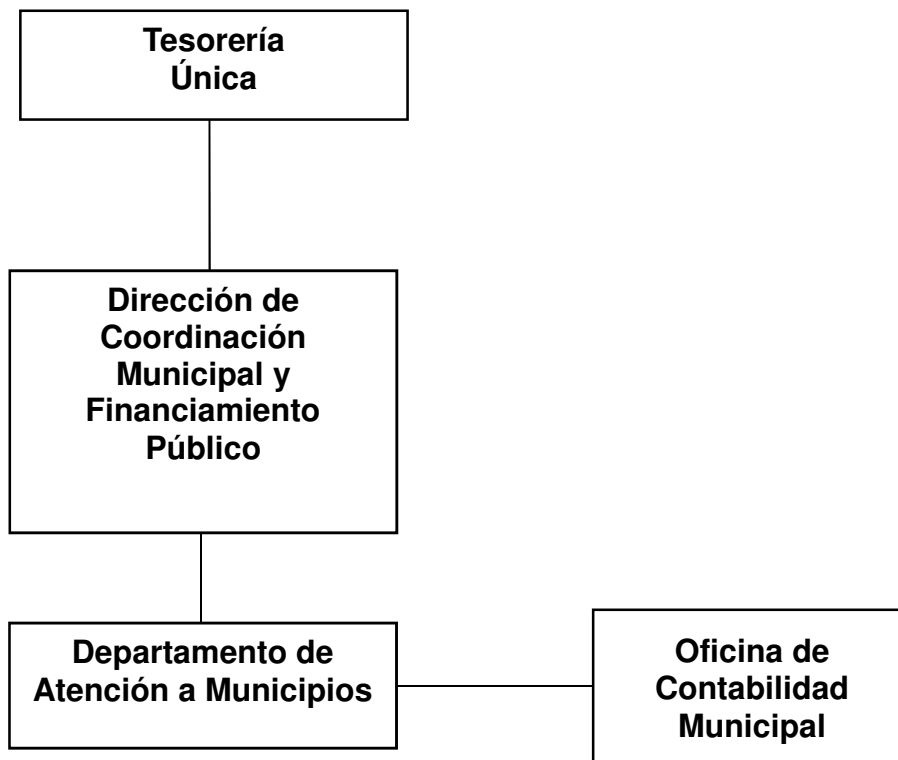 Tesorería
Única
Dirección de
Coordinación
Municipal y
Financiamiento
Público
Departamento de
Atención a Municipios
Oficina de
Contabilidad
Municipal